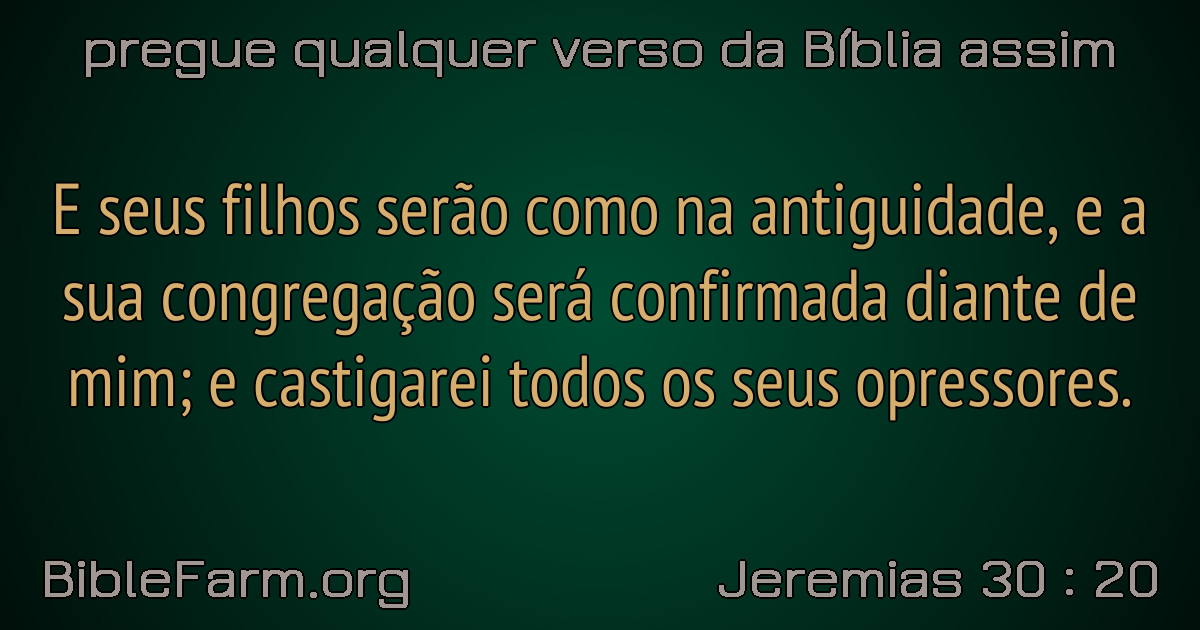 pregue qualquer verso da Bíblia assim
E seus filhos serão como na antiguidade, e a
sua congregação será confirmada diante de
mim; e castigarei todos os seus opressores.
BibleFarm.org
Jeremias 30 : 20